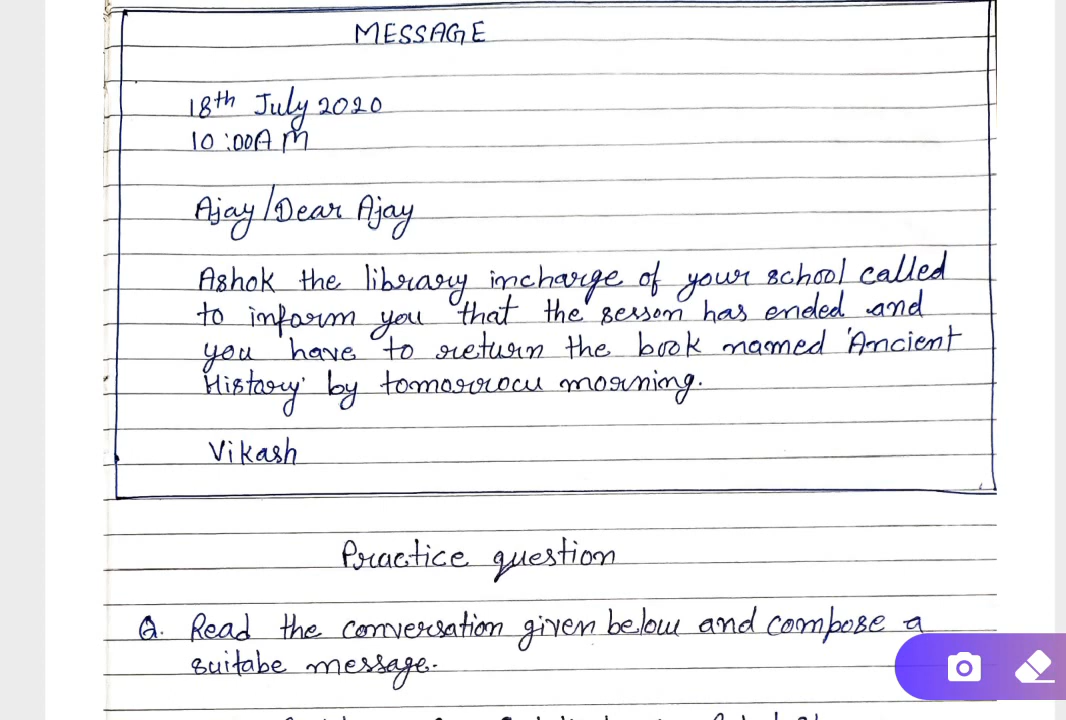 MESSAGE
18th July 2020
10:00AM
Ajay/Dear Ajay
Ashok the library incharge of your school called
to inform you that the sesson has ended and
you have to return the book named 'Ancient
History' by tomorrow morning.
Vikash
Practice question
Q. Read the conversation given below and compose a
suitabe message.